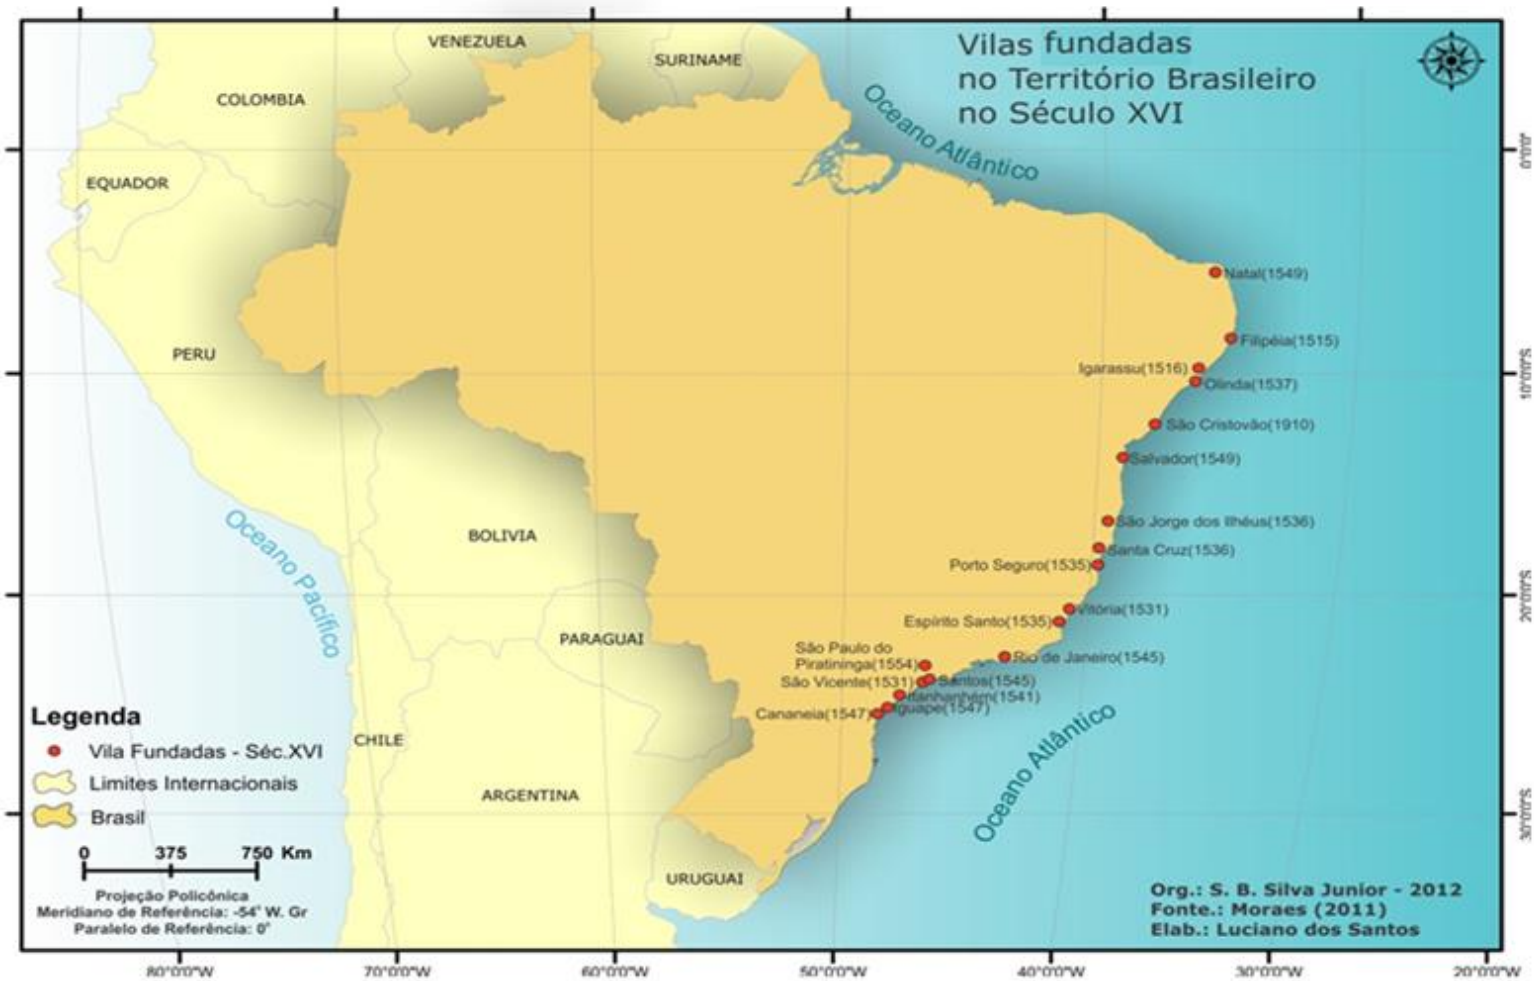 Vilas fundadas
no Território Brasileiro
no Século XVI
VENEZUELA
SURINAME
COLOMBIA
Oceano Atlântico
EQUADOR
0°0'0"
Natal(1549)
PERU
Filipéia(1515)
Igarassu(1516)
Olinda(1537)
10°0'0"S
São Cristovão(1910)
Salvador(1549)
São Jorge dos Ilhéus(1536)
BOLIVIA
Santa Cruz(1536)
Porto Seguro(1535)
Oceano Pacífico
20°0'0"S
Vitória(1531)
Espírito Santo(1535)
PARAGUAI
São Paulo do
Piratininga(1554)
Rio de Janeiro(1545)
São Vicente(1531)
Santos(1545)
Itanhanhém(1541)
Iguape(1547)
Cananeia(1547)
Oceano Atlântico
CHILE
ARGENTINA
30°0'0"S
URUGUAI
Legenda
Vila Fundadas - Séc.XVI
Limites Internacionais
Brasil
0 375 750 Km
Projeção Policônica
Meridiano de Referência: -54° W. Gr
Paralelo de Referência: 0°
Org.: S. B. Silva Junior - 2012
Fonte.: Moraes (2011)
Elab.: Luciano dos Santos
80°0'0"W 70°0'0"W 60°0'0"W 50°0'0"W 40°0'0"W 30°0'0"W 20°0'0"W